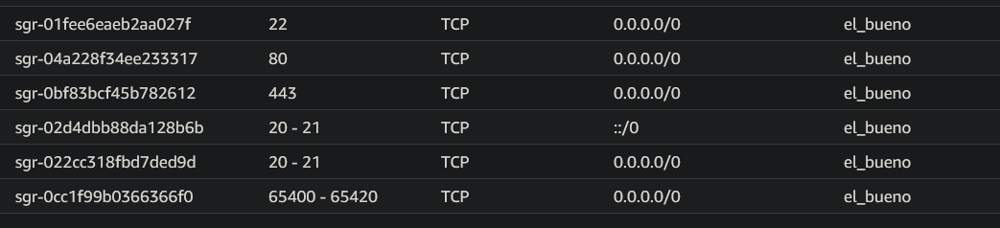 sgr-01fee6eaeb2aa027f 22 TCP 0.0.0.0/0 el_bueno
sgr-04a228f34ee233317 80 TCP 0.0.0.0/0 el_bueno
sgr-0bf83bcf45b782612 443 TCP 0.0.0.0/0 el_bueno
sgr-02d4dbb88da128b6b 20 - 21 TCP ::/0 el_bueno
sgr-022cc318fbd7ded9d 20 - 21 TCP 0.0.0.0/0 el_bueno
sgr-0cc1f99b0366366f0 65400 - 65420 TCP 0.0.0.0/0 el_bueno